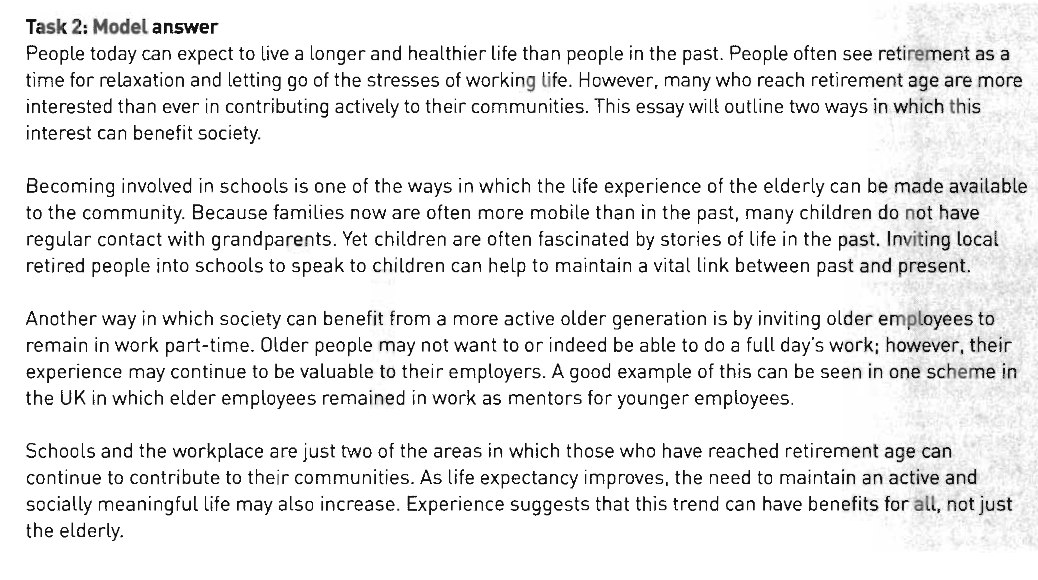 Task 2: Model answer
People today can expect to live a longer and healthier life than people in the past. People often see retirement as a
time for relaxation and letting go of the stresses of working life. However, many who reach retirement age are more
interested than ever in contributing actively to their communities. This essay will outline two ways in which this
interest can benefit society.
Becoming involved in schools is one of the ways in which the life experience of the elderly can be made available
to the community. Because families now are often more mobile than in the past, many children do not have
regular contact with grandparents. Yet children are often fascinated by stories of life in the past. Inviting local
retired people into schools to speak to children can help to maintain a vital link between past and present.
Another way in which society can benefit from a more active older generation is by inviting older employees to
remain in work part-time. Older people may not want to or indeed be able to do a full day's work; however, their
experience may continue to be valuable to their employers. A good example of this can be seen in one scheme in
the UK in which elder employees remained in work as mentors for younger employees.
Schools and the workplace are just two of the areas in which those who have reached retirement age can
continue to contribute to their communities. As life expectancy improves, the need to maintain an active and
socially meaningful life may also increase. Experience suggests that this trend can have benefits for all, not just
the elderly.